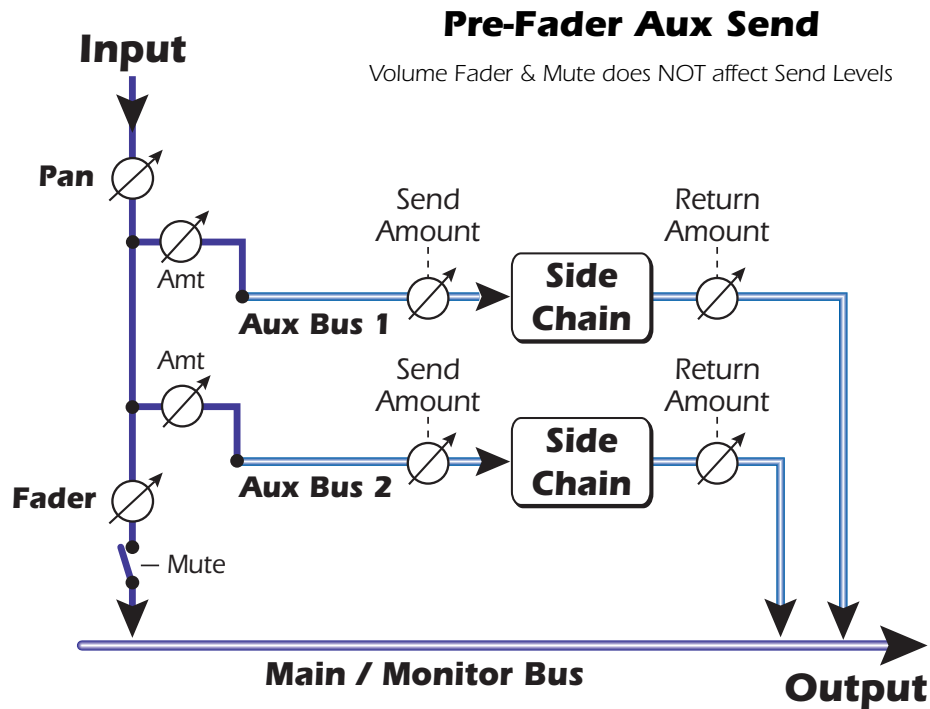 Pre-Fader Aux Send
Volume Fader & Mute does NOT affect Send Levels
Input
Pan
Amt
Send
Amount
Side
Chain
Return
Amount
Aux Bus 1
Amt
Send
Amount
Side
Chain
Return
Amount
Aux Bus 2
Fader
Mute
Main / Monitor Bus
Output